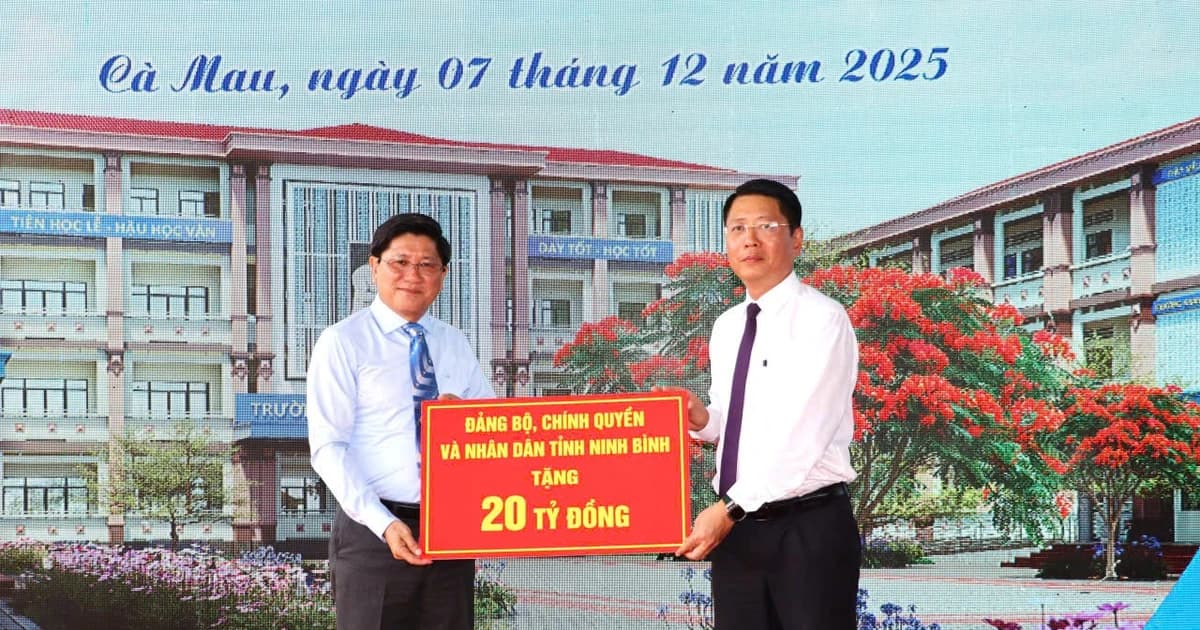 Cà Mau, ngày 07 tháng 12 năm 2025
TIÊN HỌC LỄ - HẬU HỌC VĂN
DẠY TỐT - HỌC TỐT
TRƯỜ
ĐẢNG BỘ, CHÍNH QUYỀN
VÀ NHÂN DÂN TỈNH NINH BÌNH
TẶNG
20 TỶ ĐỒNG